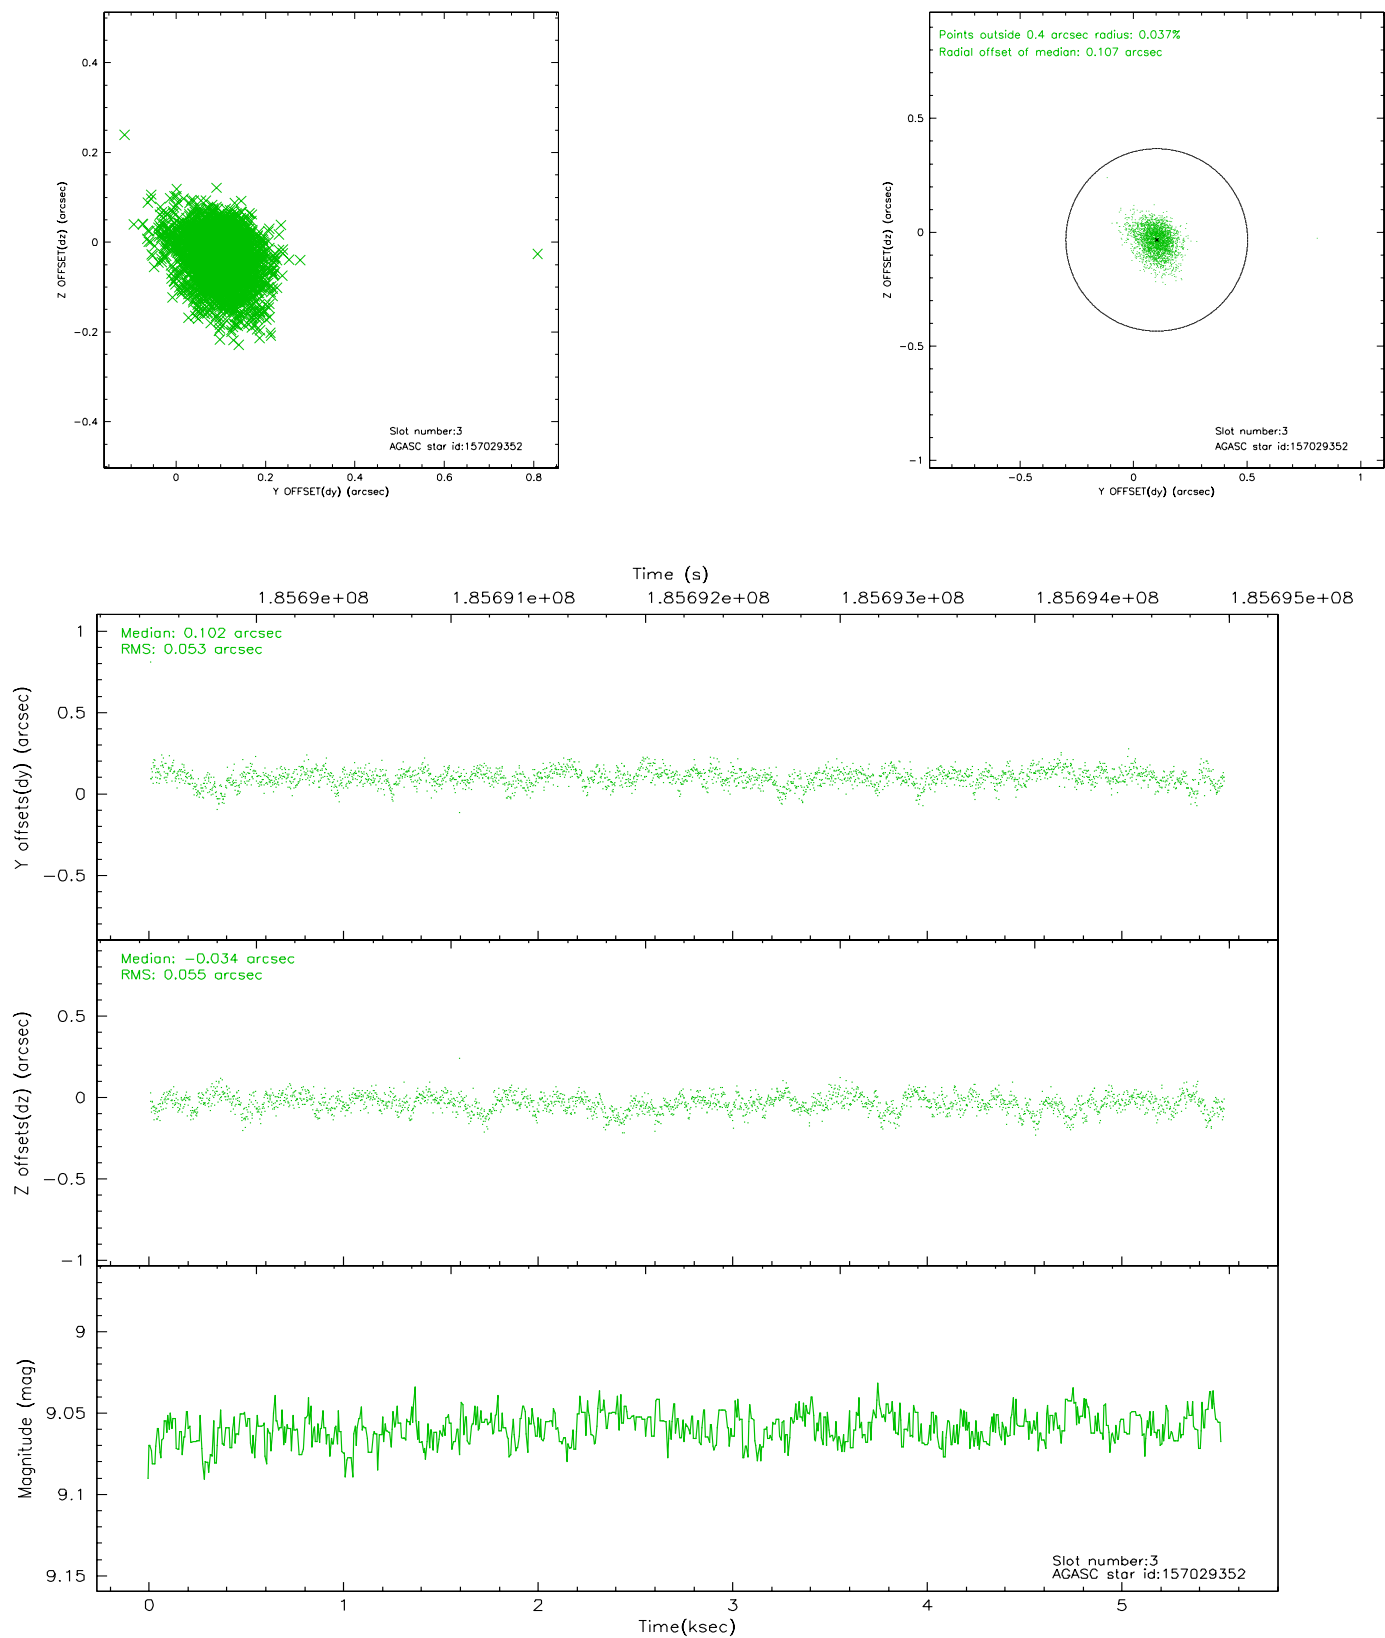 0.4
0.2
0
-0.2
-0.4
Z OFFSET(dz) (arcsec)
Slot number:3
AGASC star id:157029352
0 0.2 0.4 0.6 0.8
Y OFFSET(dy) (arcsec)
Points outside 0.4 arcsec radius: 0.037%
Radial offset of median: 0.107 arcsec
0.5
0
-0.5
-1
Z OFFSET(dz) (arcsec)
Slot number:3
AGASC star id:157029352
-0.5 0 0.5 1
Y OFFSET(dy) (arcsec)
Time (s)
1.8569e+08 1.85691e+08 1.85692e+08 1.85693e+08 1.85694e+08 1.85695e+08
Median: 0.102 arcsec
RMS: 0.053 arcsec
1
0.5
0
-0.5
Y offsets(dy) (arcsec)
Median: -0.034 arcsec
RMS: 0.055 arcsec
0.5
0
-0.5
-1
Z offsets(dz) (arcsec)
9
9.05
9.1
9.15
Magnitude (mag)
Slot number:3
AGASC star id:157029352
0 1 2 3 4 5
Time(ksec)